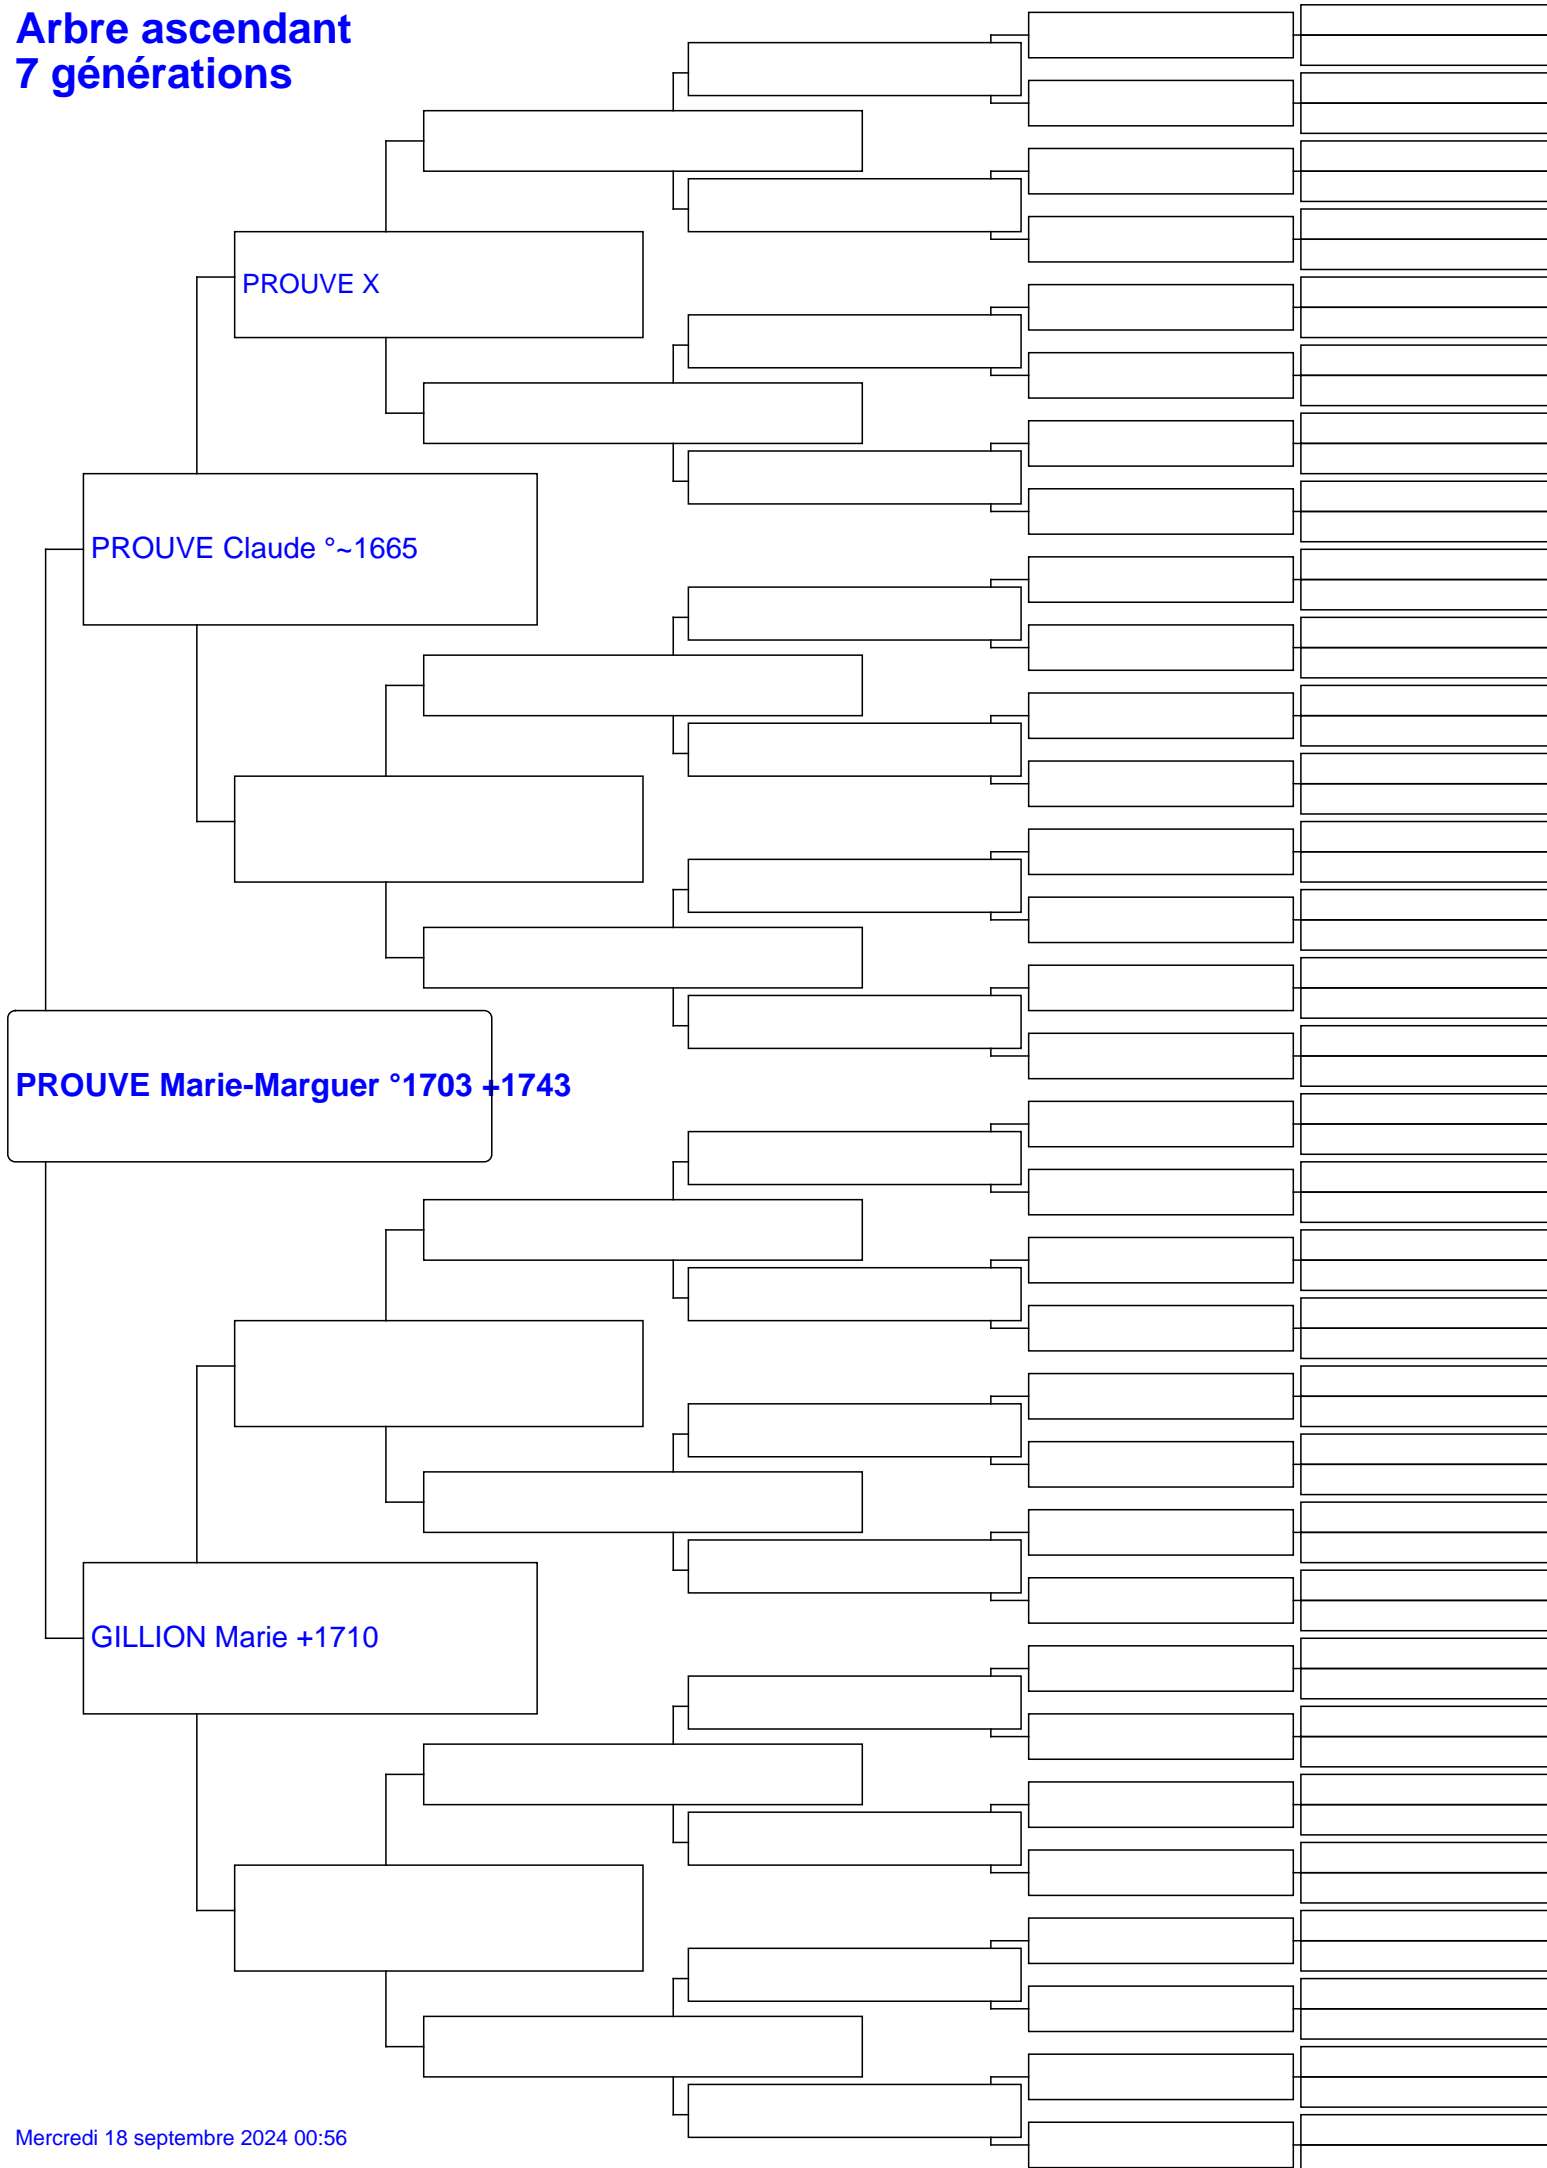 Arbre ascendant
7 générations
PROUVE X
PROUVE Claude °~1665
PROUVE Marie-Marguer °1703 +1743
GILLION Marie +1710
Mercredi 18 septembre 2024 00:56